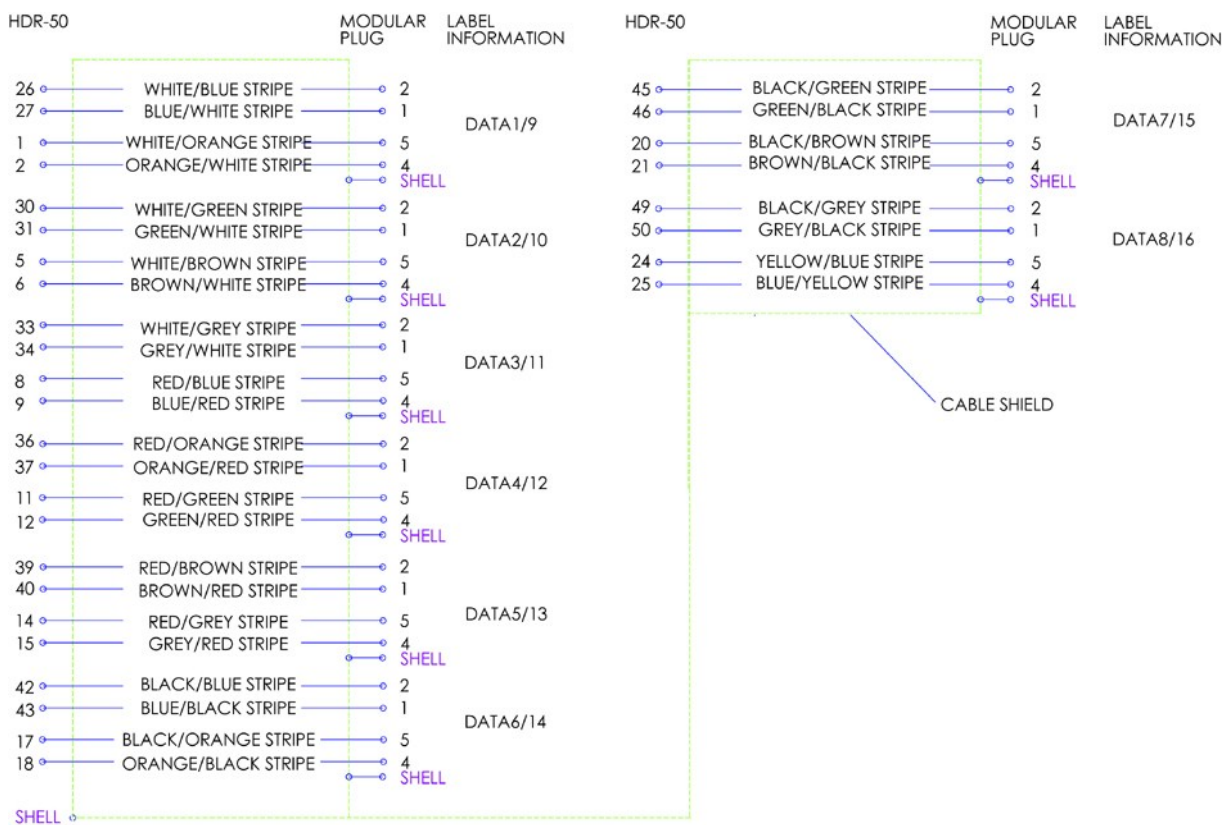 HDR-50 MODULAR PLUG LABEL INFORMATION
26 WHITE/BLUE STRIPE 2
27 BLUE/WHITE STRIPE 1
DATA1/9
1 WHITE/ORANGE STRIPE 5
2 ORANGE/WHITE STRIPE 4
SHELL
30 WHITE/GREEN STRIPE 2
31 GREEN/WHITE STRIPE 1
DATA2/10
5 WHITE/BROWN STRIPE 5
6 BROWN/WHITE STRIPE 4
SHELL
33 WHITE/GREY STRIPE 2
34 GREY/WHITE STRIPE 1
DATA3/11
8 RED/BLUE STRIPE 5
9 BLUE/RED STRIPE 4
SHELL
36 RED/ORANGE STRIPE 2
37 ORANGE/RED STRIPE 1
DATA4/12
11 RED/GREEN STRIPE 5
12 GREEN/RED STRIPE 4
SHELL
39 RED/BROWN STRIPE 2
40 BROWN/RED STRIPE 1
DATA5/13
14 RED/GREY STRIPE 5
15 GREY/RED STRIPE 4
SHELL
42 BLACK/BLUE STRIPE 2
43 BLUE/BLACK STRIPE 1
DATA6/14
17 BLACK/ORANGE STRIPE 5
18 ORANGE/BLACK STRIPE 4
SHELL
SHELL
HDR-50 MODULAR PLUG LABEL INFORMATION
45 BLACK/GREEN STRIPE 2
46 GREEN/BLACK STRIPE 1
DATA7/15
20 BLACK/BROWN STRIPE 5
21 BROWN/BLACK STRIPE 4
SHELL
49 BLACK/GREY STRIPE 2
50 GREY/BLACK STRIPE 1
DATA8/16
24 YELLOW/BLUE STRIPE 5
25 BLUE/YELLOW STRIPE 4
SHELL
CABLE SHIELD